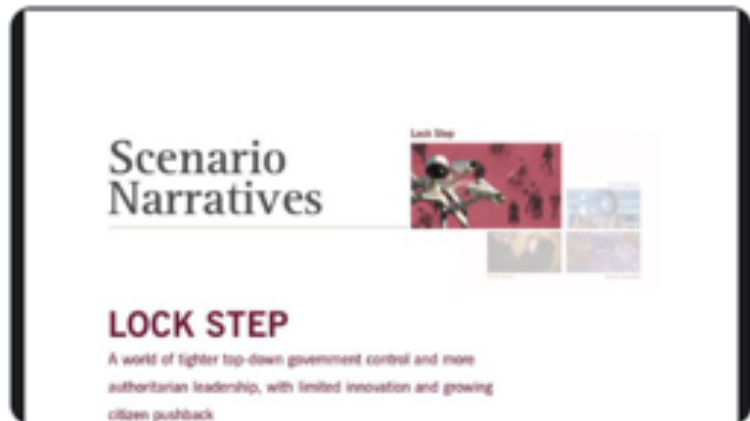 Lock Step
Scenario
Narratives
LOCK STEP
A world of tighter top-down government control and more
authoritarian leadership, with limited innovation and growing
citizen pushback